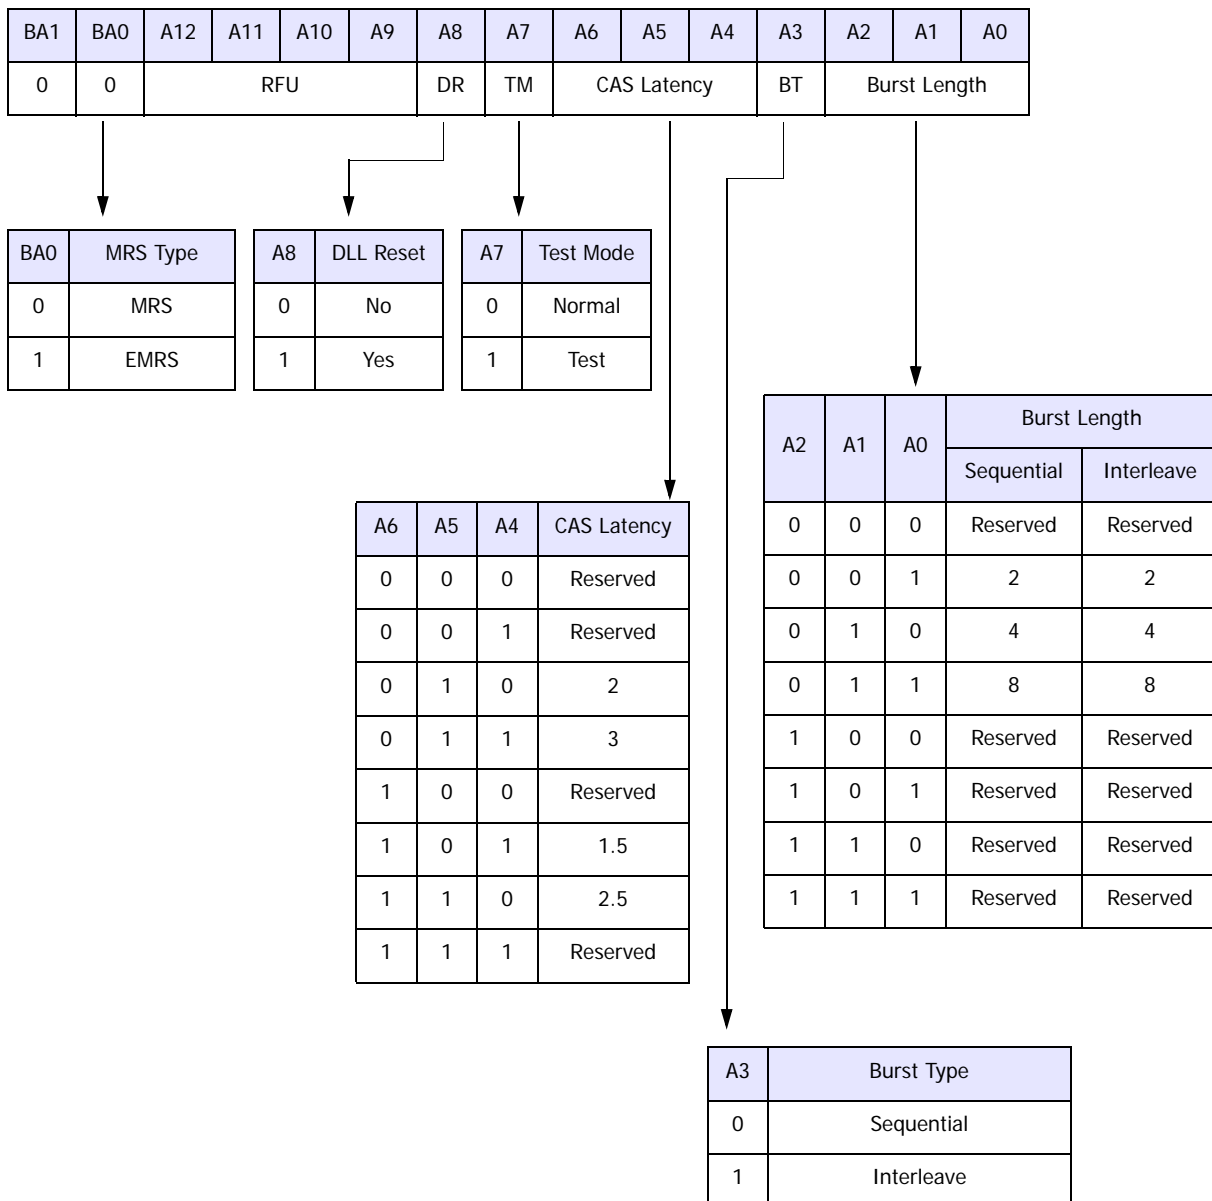 BA1 BA0 A12 A11 A10 A9 A8 A7 A6 A5 A4 A3 A2 A1 A0
0 0 RFU DR TM CAS Latency BT Burst Length
BA0 MRS Type
0 MRS
1 EMRS
A8 DLL Reset
0 No
1 Yes
A7 Test Mode
0 Normal
1 Test
A6 A5 A4 CAS Latency
0 0 0 Reserved
0 0 1 Reserved
0 1 0 2
0 1 1 3
1 0 0 Reserved
1 0 1 1.5
1 1 0 2.5
1 1 1 Reserved
A2 A1 A0 Burst Length
Sequential Interleave
0 0 0 Reserved Reserved
0 0 1 2 2
0 1 0 4 4
0 1 1 8 8
1 0 0 Reserved Reserved
1 0 1 Reserved Reserved
1 1 0 Reserved Reserved
1 1 1 Reserved Reserved
A3 Burst Type
0 Sequential
1 Interleave